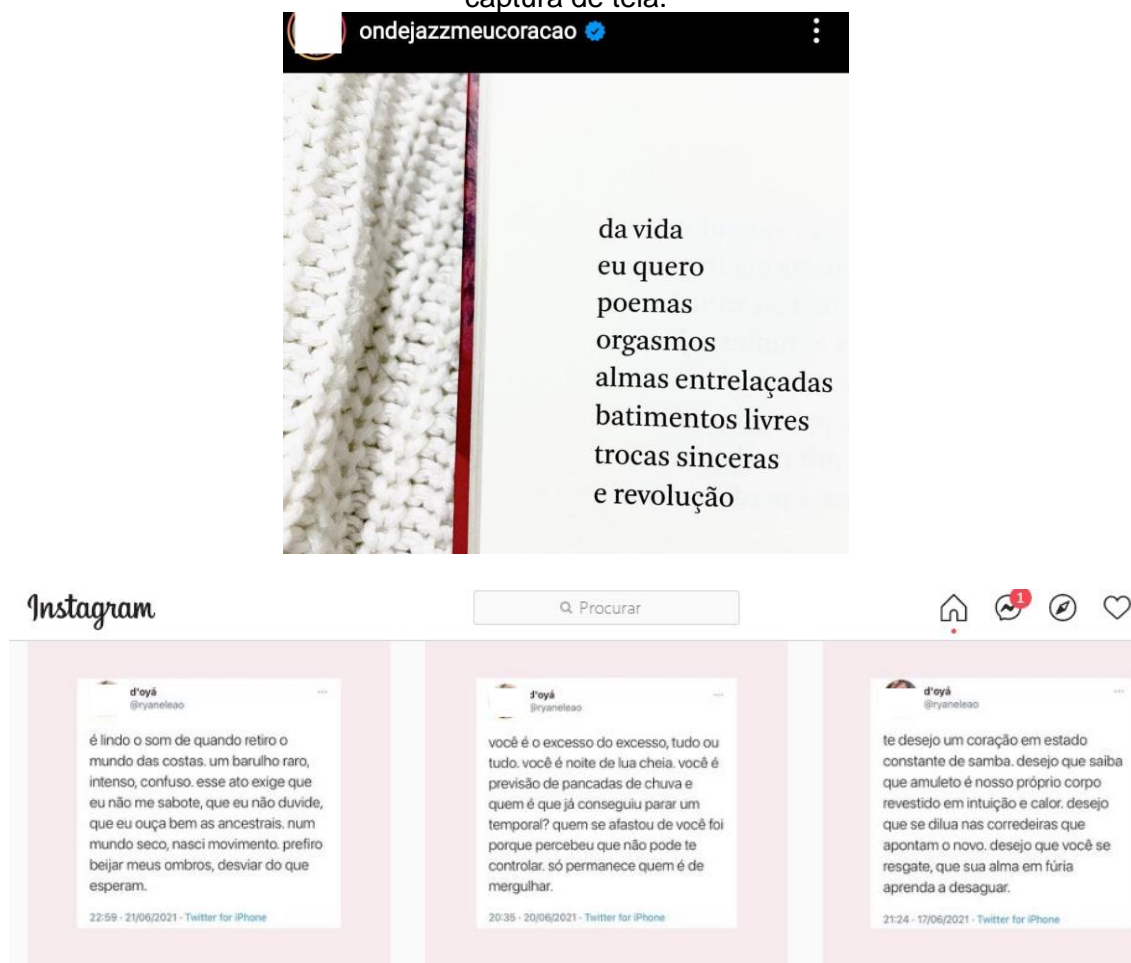 captura de tela.
ondejazzmeucoracao
da vida
eu quero
poemas
orgasmos
almas entrelaçadas
batimentos livres
trocas sinceras
e revolução
Instagram
Procurar
1
d'oyá
@ryaneleao
é lindo o som de quando retiro o
mundo das costas. um barulho raro,
intenso, confuso. esse ato exige que
eu não me sabote, que eu não duvide,
que eu ouça bem as ancestrais. num
mundo seco, nasci movimento. prefiro
beijar meus ombros, desviar do que
esperam.
22:59 · 21/06/2021 · Twitter for iPhone
d'oyá
@ryaneleao
você é o excesso do excesso, tudo ou
tudo. você é noite de lua cheia. você é
previsão de pancadas de chuva e
quem é que já conseguiu parar um
temporal? quem se afastou de você foi
porque percebeu que não pode te
controlar. só permanece quem é de
mergulhar.
20:35 · 20/06/2021 · Twitter for iPhone
d'oyá
@ryaneleao
te desejo um coração em estado
constante de samba. desejo que saiba
que amuleto é nosso próprio corpo
revestido em intuição e calor. desejo
que se dilua nas corredeiras que
apontam o novo. desejo que você se
resgate, que sua alma em fúria
aprenda a desaguar.
21:24 · 17/06/2021 · Twitter for iPhone